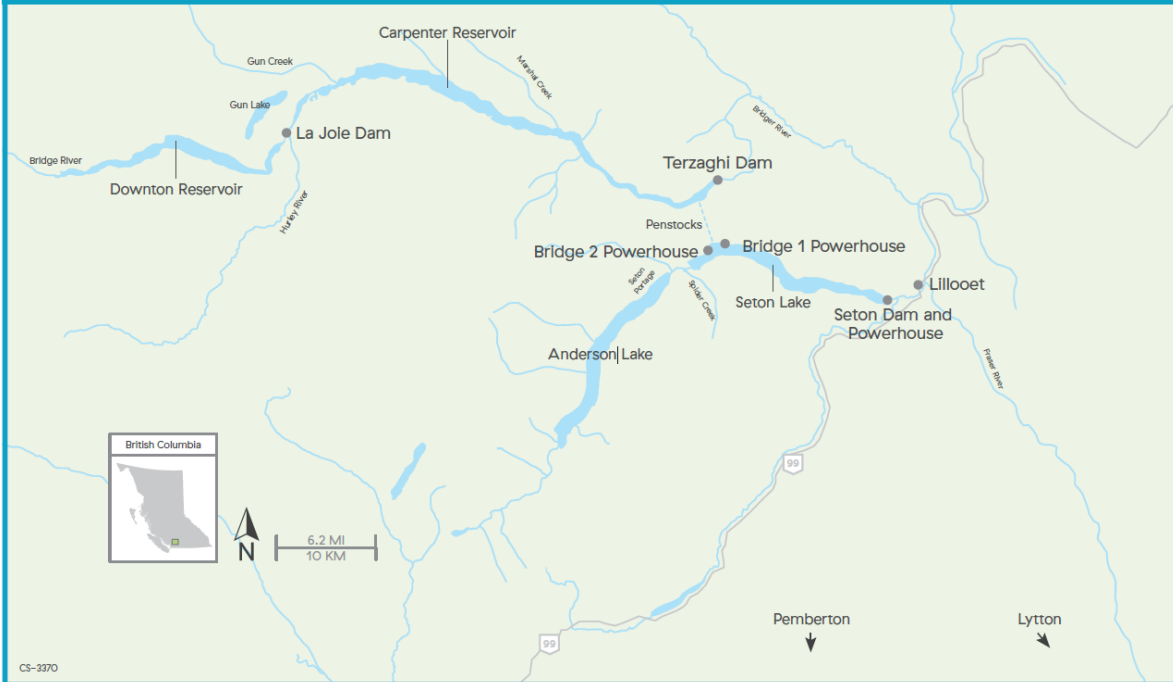 Carpenter Reservoir
Gun Creek
Marshal Creek
Gun Lake
Bridger River
La Joie Dam
Bridge River
Terzaghi Dam
Downton Reservoir
Hurley River
Penstocks
Bridge 1 Powerhouse
Bridge 2 Powerhouse
Seton
Portage
Spider Creek
Lillooet
Seton Lake
Seton Dam and
Powerhouse
Anderson Lake
Fraser River
British Columbia
99
N
6.2 MI
10 KM
Pemberton
Lytton
99
CS-3370